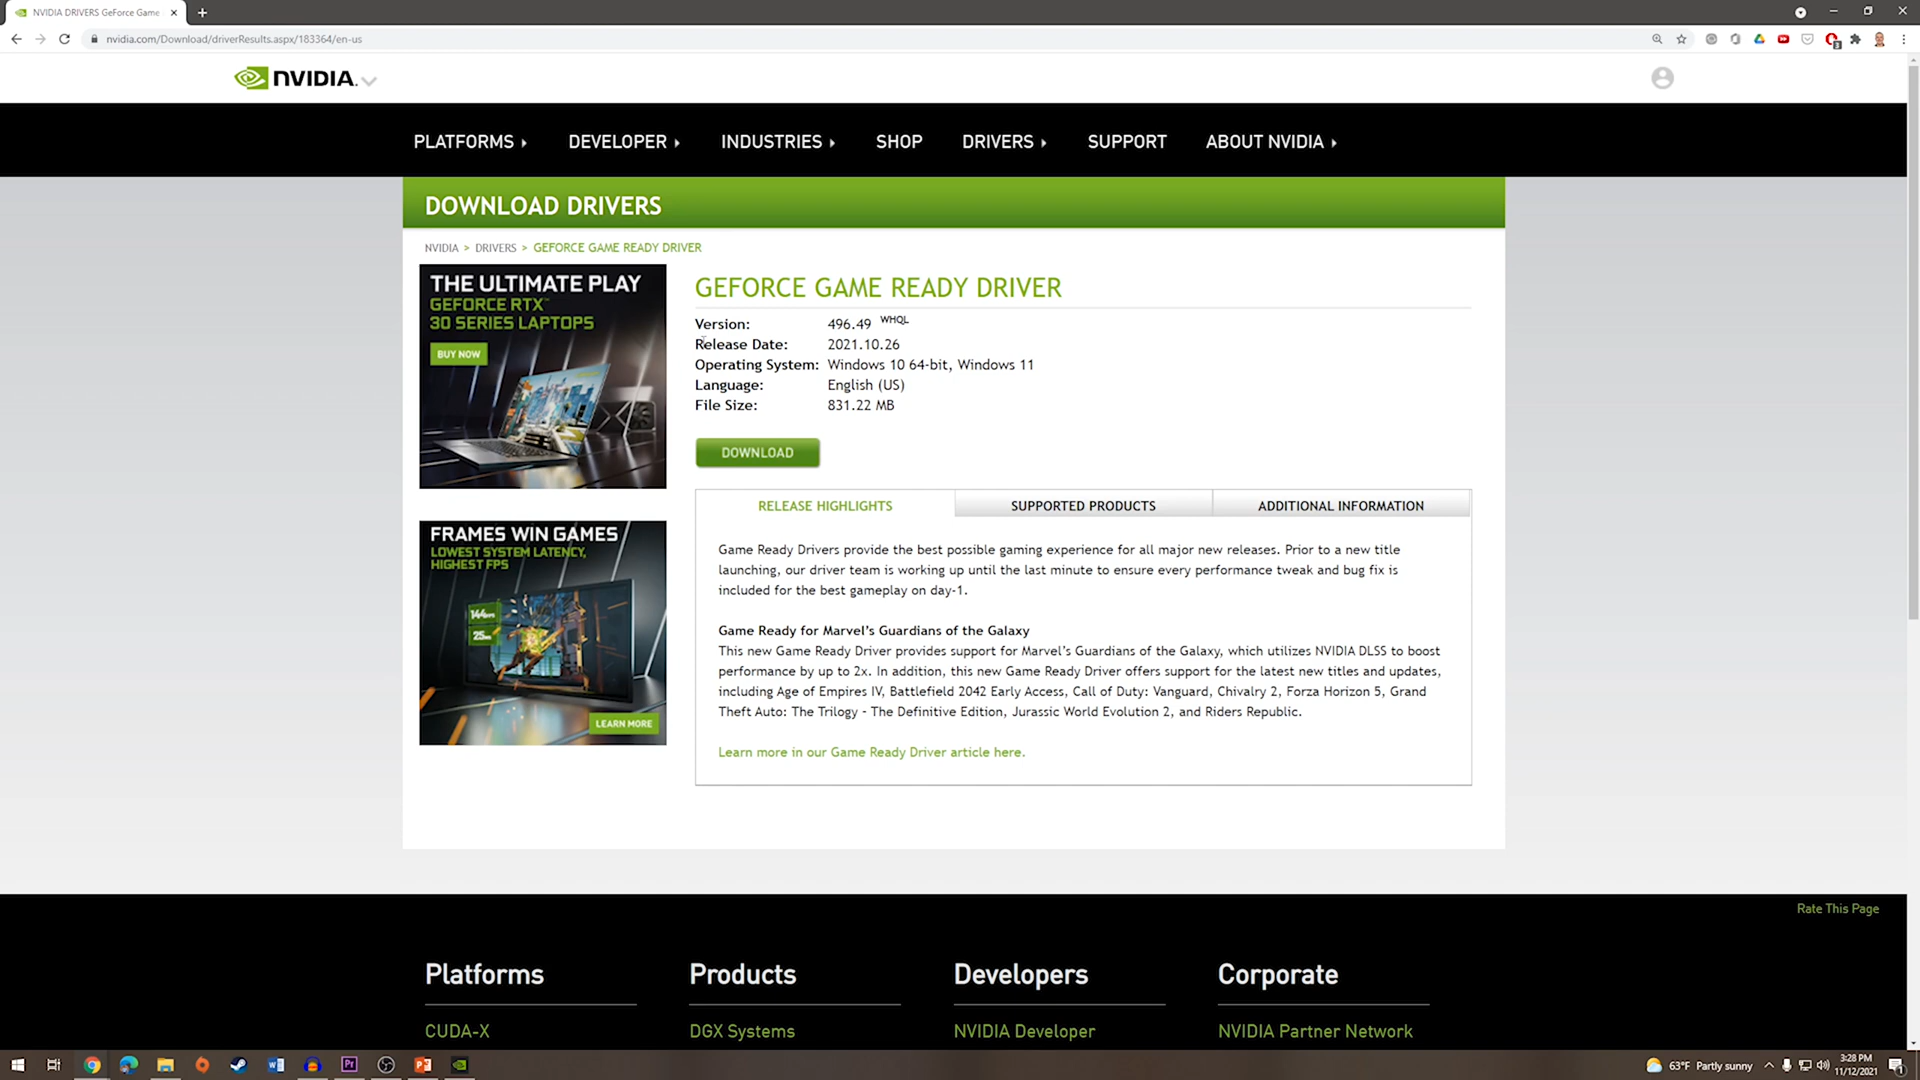 NVIDIA DRIVERS GeForce Game
nvidia.com/Download/driverResults.aspx/183364/en-us
NVIDIA.
PLATFORMS DEVELOPER INDUSTRIES SHOP DRIVERS SUPPORT ABOUT NVIDIA
DOWNLOAD DRIVERS
NVIDIA > DRIVERS > GEFORCE GAME READY DRIVER
THE ULTIMATE PLAY
GEFORCE RTX™
30 SERIES LAPTOPS
BUY NOW
FRAMES WIN GAMES
LOWEST SYSTEM LATENCY,
HIGHEST FPS
LEARN MORE
GEFORCE GAME READY DRIVER
Version: 496.49 WHQL
Release Date: 2021.10.26
Operating System: Windows 10 64-bit, Windows 11
Language: English (US)
File Size: 831.22 MB
DOWNLOAD
RELEASE HIGHLIGHTS SUPPORTED PRODUCTS ADDITIONAL INFORMATION
Game Ready Drivers provide the best possible gaming experience for all major new releases. Prior to a new title
launching, our driver team is working up until the last minute to ensure every performance tweak and bug fix is
included for the best gameplay on day-1.
Game Ready for Marvel's Guardians of the Galaxy
This new Game Ready Driver provides support for Marvel's Guardians of the Galaxy, which utilizes NVIDIA DLSS to boost
performance by up to 2x. In addition, this new Game Ready Driver offers support for the latest new titles and updates,
including Age of Empires IV, Battlefield 2042 Early Access, Call of Duty: Vanguard, Chivalry 2, Forza Horizon 5, Grand
Theft Auto: The Trilogy - The Definitive Edition, Jurassic World Evolution 2, and Riders Republic.
Learn more in our Game Ready Driver article here.
Rate This Page
Platforms Products Developers Corporate
CUDA-X DGX Systems NVIDIA Developer NVIDIA Partner Network
63°F Partly sunny
3:28 PM
11/12/2021